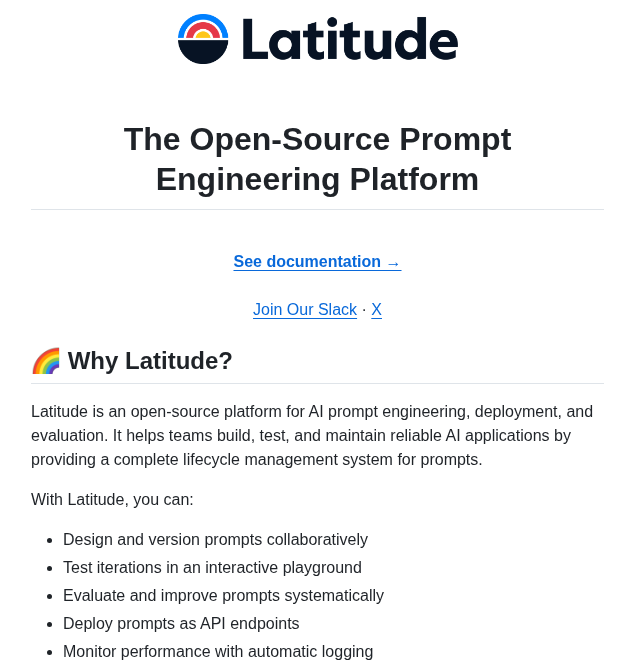 Latitude
The Open-Source Prompt
Engineering Platform
See documentation →
Join Our Slack · X
🌈 Why Latitude?
Latitude is an open-source platform for AI prompt engineering, deployment, and
evaluation. It helps teams build, test, and maintain reliable AI applications by
providing a complete lifecycle management system for prompts.
With Latitude, you can:
• Design and version prompts collaboratively
• Test iterations in an interactive playground
• Evaluate and improve prompts systematically
• Deploy prompts as API endpoints
• Monitor performance with automatic logging